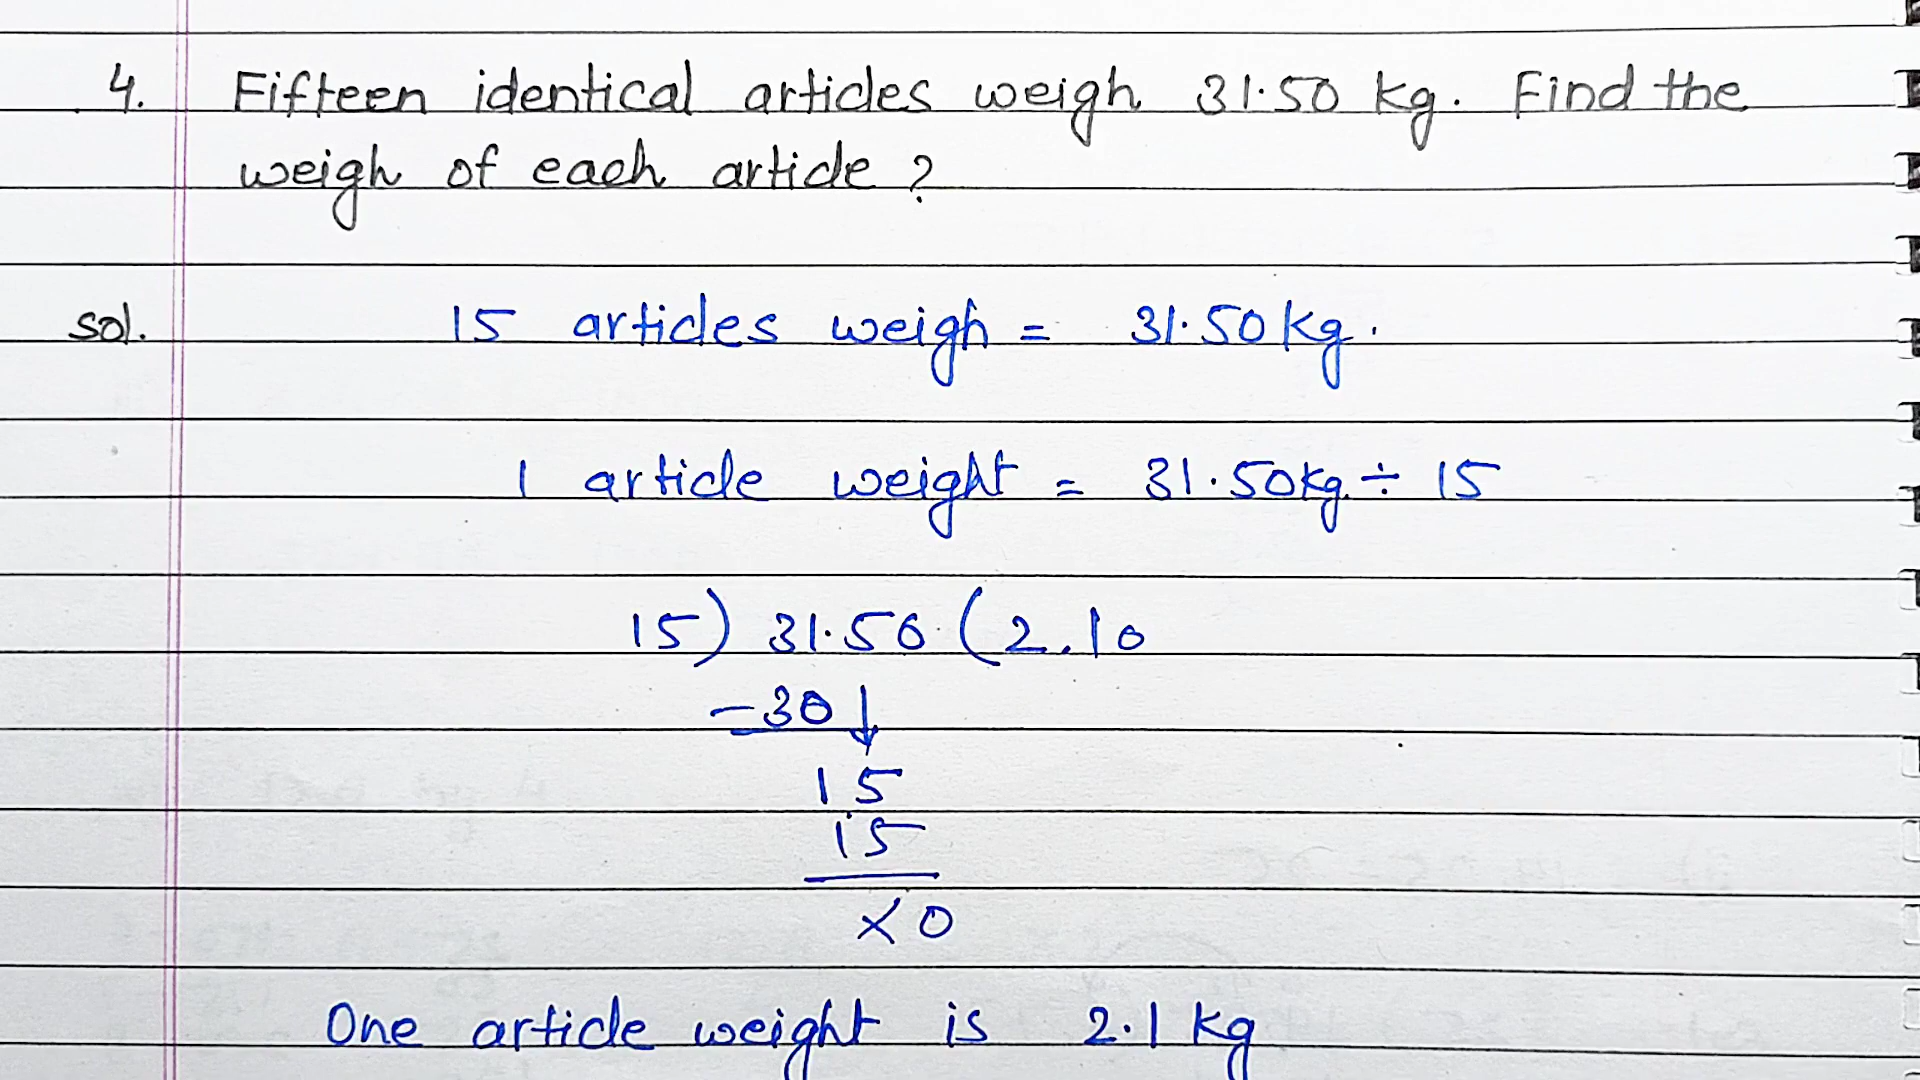 4. Fifteen identical articles weigh 31.50 kg. Find the
weigh of each article ?
sol. 15 articles weigh = 31.50 kg.
1 article weight = 31.50kg ÷ 15
15) 31.50 (2.10
-30↓
15
15
×0
One article weight is 2.1 kg